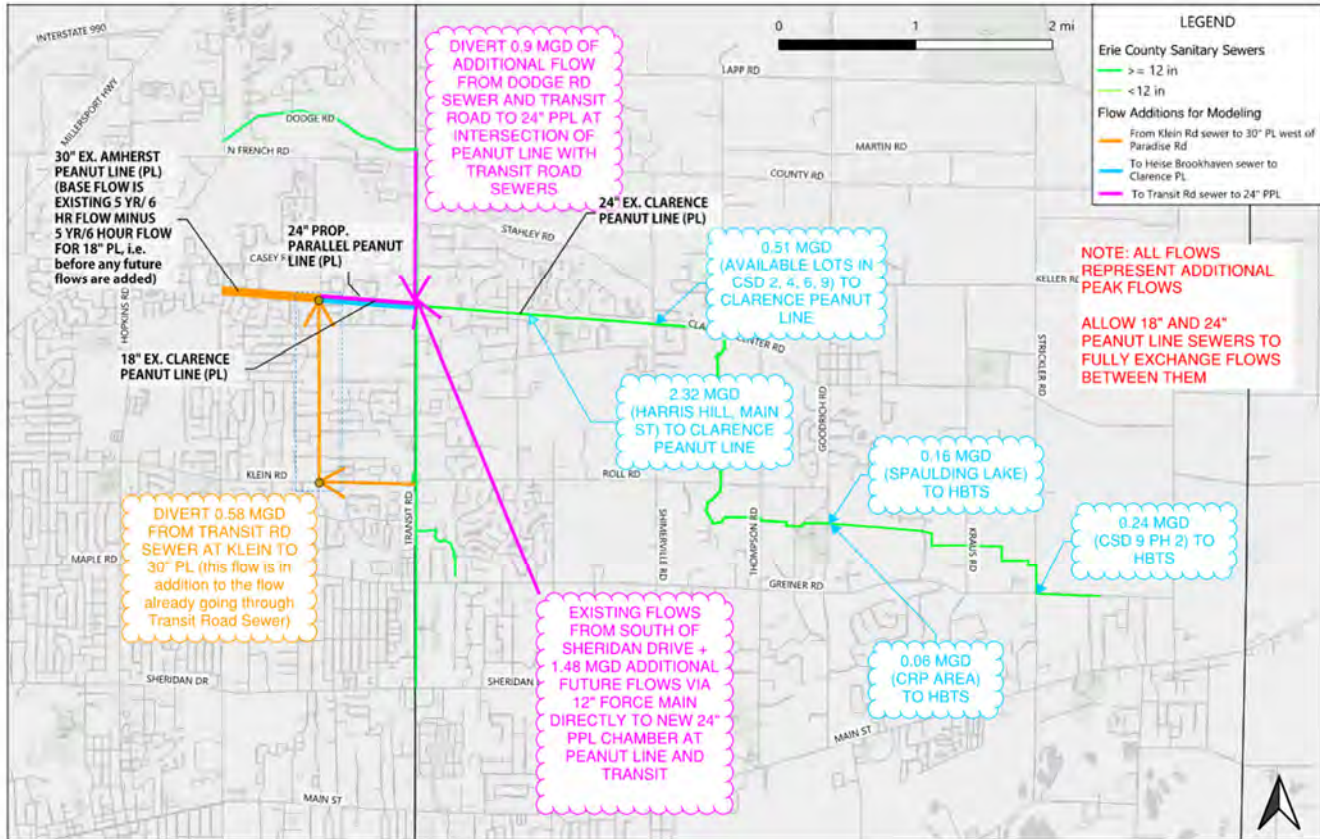 INTERSTATE 990
MILLERSPORT HWY
DODGE RD
N FRENCH RD
30" EX. AMHERST
PEANUT LINE (PL)
(BASE FLOW IS
EXISTING 5 YR/ 6
HR FLOW MINUS
5 YR/6 HOUR FLOW
FOR 18" PL, i.e.
before any future
flows are added)
HOPKINS RD
24" PROP.
PARALLEL PEANUT
LINE (PL)
18" EX. CLARENCE
PEANUT LINE (PL)
DIVERT 0.9 MGD OF
ADDITIONAL FLOW
FROM DODGE RD
SEWER AND TRANSIT
ROAD TO 24" PPL AT
INTERSECTION OF
PEANUT LINE WITH
TRANSIT ROAD
SEWERS
24" EX. CLARENCE
PEANUT LINE (PL)
STAHLEY RD
LAPP RD
MARTIN RD
COUNTY RD
KELLER RD
STRICKLER RD
0 1 2 mi
LEGEND
Erie County Sanitary Sewers
>= 12 in
<12 in
Flow Additions for Modeling
From Klein Rd sewer to 30" PL west of
Paradise Rd
To Heise Brookhaven sewer to
Clarence PL
To Transit Rd sewer to 24" PPL
NOTE: ALL FLOWS
REPRESENT ADDITIONAL
PEAK FLOWS
ALLOW 18" AND 24"
PEANUT LINE SEWERS TO
FULLY EXCHANGE FLOWS
BETWEEN THEM
0.51 MGD
(AVAILABLE LOTS IN
CSD 2, 4, 6, 9) TO
CLARENCE PEANUT
LINE
2.32 MGD
(HARRIS HILL, MAIN
ST) TO CLARENCE
PEANUT LINE
GOODRICH RD
0.16 MGD
(SPAULDING LAKE)
TO HBTS
0.24 MGD
(CSD 9 PH 2) TO
HBTS
0.06 MGD
(CRP AREA)
TO HBTS
KLEIN RD
TRANSIT RD
ROLL RD
SHIMERVILLE RD
THOMPSON RD
KRAUS RD
GREINER RD
MAPLE RD
DIVERT 0.58 MGD
FROM TRANSIT RD
SEWER AT KLEIN TO
30" PL (this flow is in
addition to the flow
already going through
Transit Road Sewer)
EXISTING FLOWS
FROM SOUTH OF
SHERIDAN DRIVE +
1.48 MGD ADDITIONAL
FUTURE FLOWS VIA
12" FORCE MAIN
DIRECTLY TO NEW 24"
PPL CHAMBER AT
PEANUT LINE AND
TRANSIT
SHERIDAN DR
SHERIDAN
MAIN ST
MAIN ST